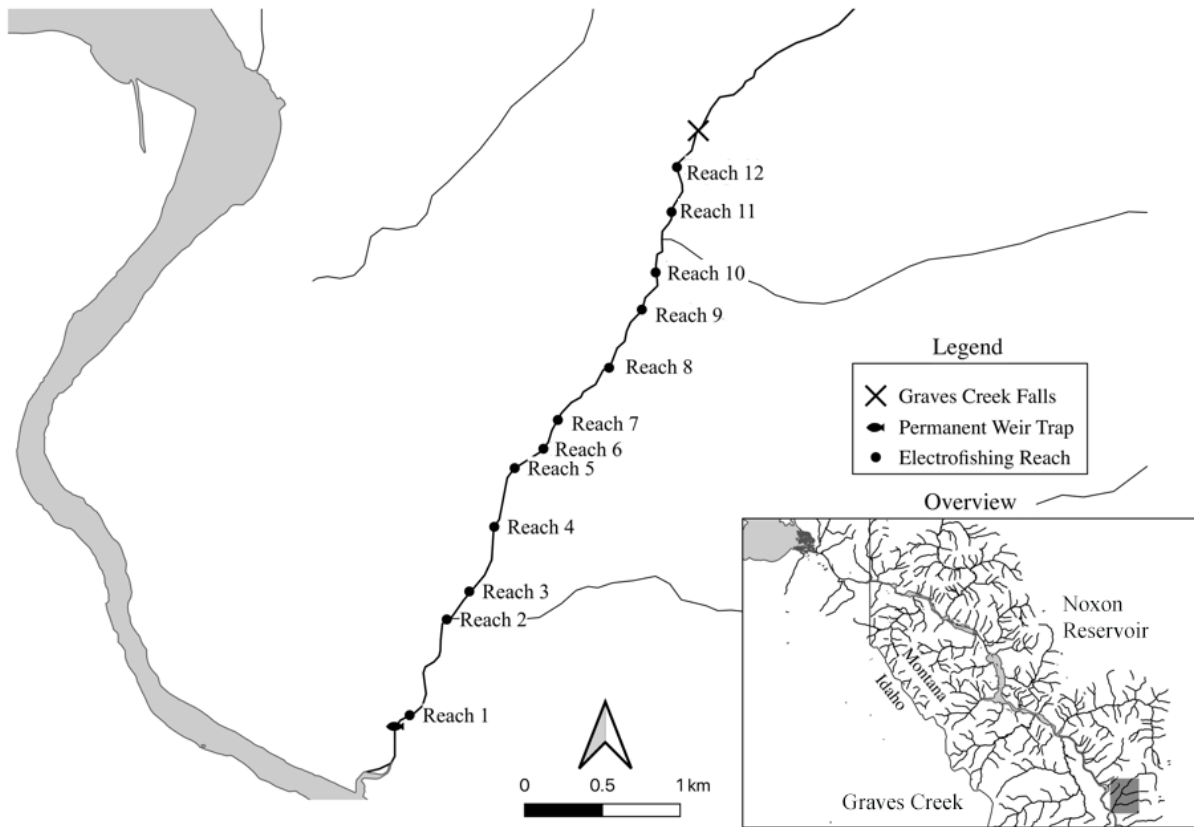 Reach 12
Reach 11
Reach 10
Reach 9
Reach 8
Reach 7
Reach 6
Reach 5
Reach 4
Reach 3
Reach 2
Reach 1
0 0.5 1 km
Legend
Graves Creek Falls
Permanent Weir Trap
Electrofishing Reach
Overview
Noxon
Reservoir
Montana
Idaho
Graves Creek